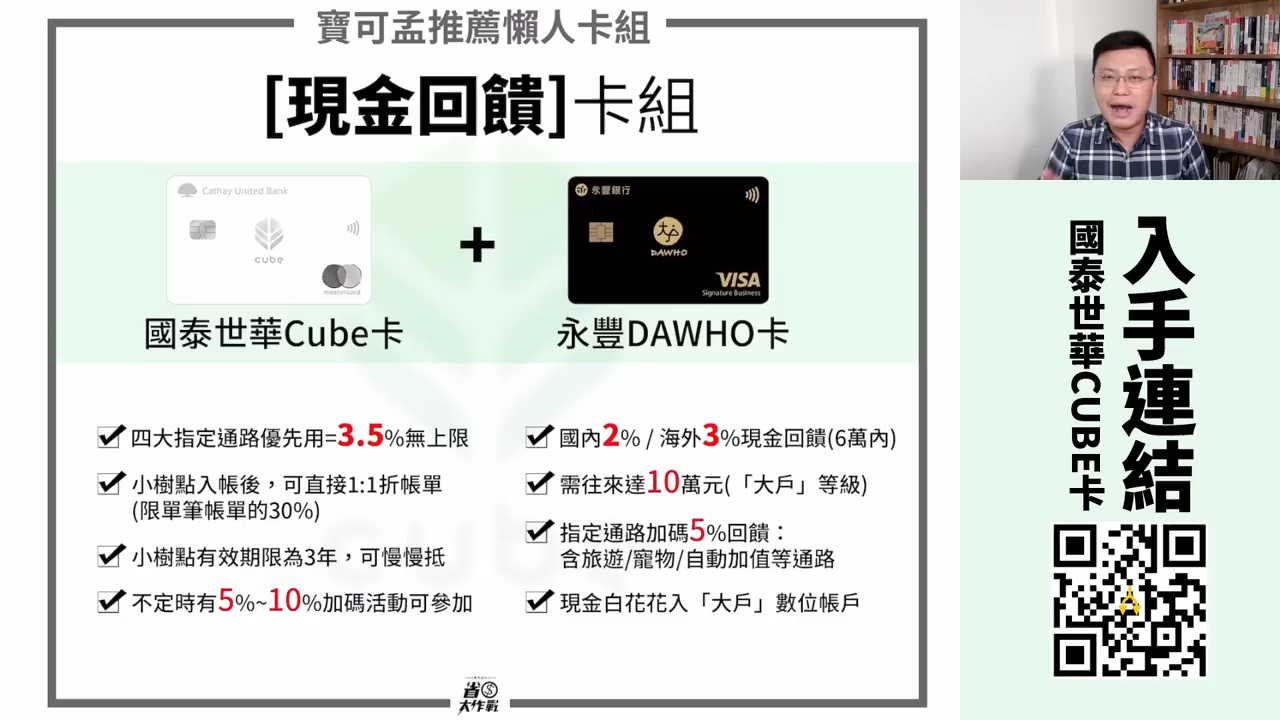 寶可孟推薦懶人卡組
[現金回饋]卡組
Cathay United Bank
cube
mastercard
國泰世華Cube卡
+
永豐銀行
大戶
DAWHO
VISA
Signature Business
永豐DAWHO卡
四大指定通路優先用=3.5%無上限
小樹點入帳後，可直接1:1折帳單
(限單筆帳單的30%)
小樹點有效期限為3年，可慢慢抵
不定時有5%~10%加碼活動可參加
國內2% / 海外3%現金回饋(6萬內)
需往來達10萬元(「大戶」等級)
指定通路加碼5%回饋：
含旅遊/寵物/自動加值等通路
現金白花花入「大戶」數位帳戶
省大作戰
入手連結
國泰世華CUBE卡